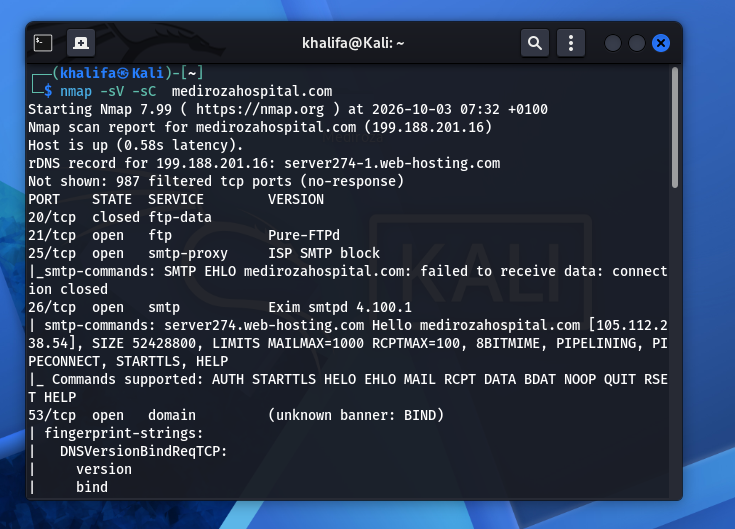 khalifa@Kali: ~
(khalifa㉿Kali)-[~]
$ nmap -sV -sC  medirozahospital.com
Starting Nmap 7.99 ( https://nmap.org ) at 2026-10-03 07:32 +0100
Nmap scan report for medirozahospital.com (199.188.201.16)
Host is up (0.58s latency).
rDNS record for 199.188.201.16: server274-1.web-hosting.com
Not shown: 987 filtered tcp ports (no-response)
PORT    STATE  SERVICE        VERSION
20/tcp  closed ftp-data
21/tcp  open   ftp            Pure-FTPd
25/tcp  open   smtp-proxy     ISP SMTP block
|_smtp-commands: SMTP EHLO medirozahospital.com: failed to receive data: connect
ion closed
26/tcp  open   smtp           Exim smtpd 4.100.1
| smtp-commands: server274.web-hosting.com Hello medirozahospital.com [105.112.2
38.54], SIZE 52428800, LIMITS MAILMAX=1000 RCPTMAX=100, 8BITMIME, PIPELINING, PI
PECONNECT, STARTTLS, HELP
|_ Commands supported: AUTH STARTTLS HELO EHLO MAIL RCPT DATA BDAT NOOP QUIT RSE
T HELP
53/tcp  open   domain         (unknown banner: BIND)
| fingerprint-strings:
|   DNSVersionBindReqTCP:
|     version
|     bind
KALI